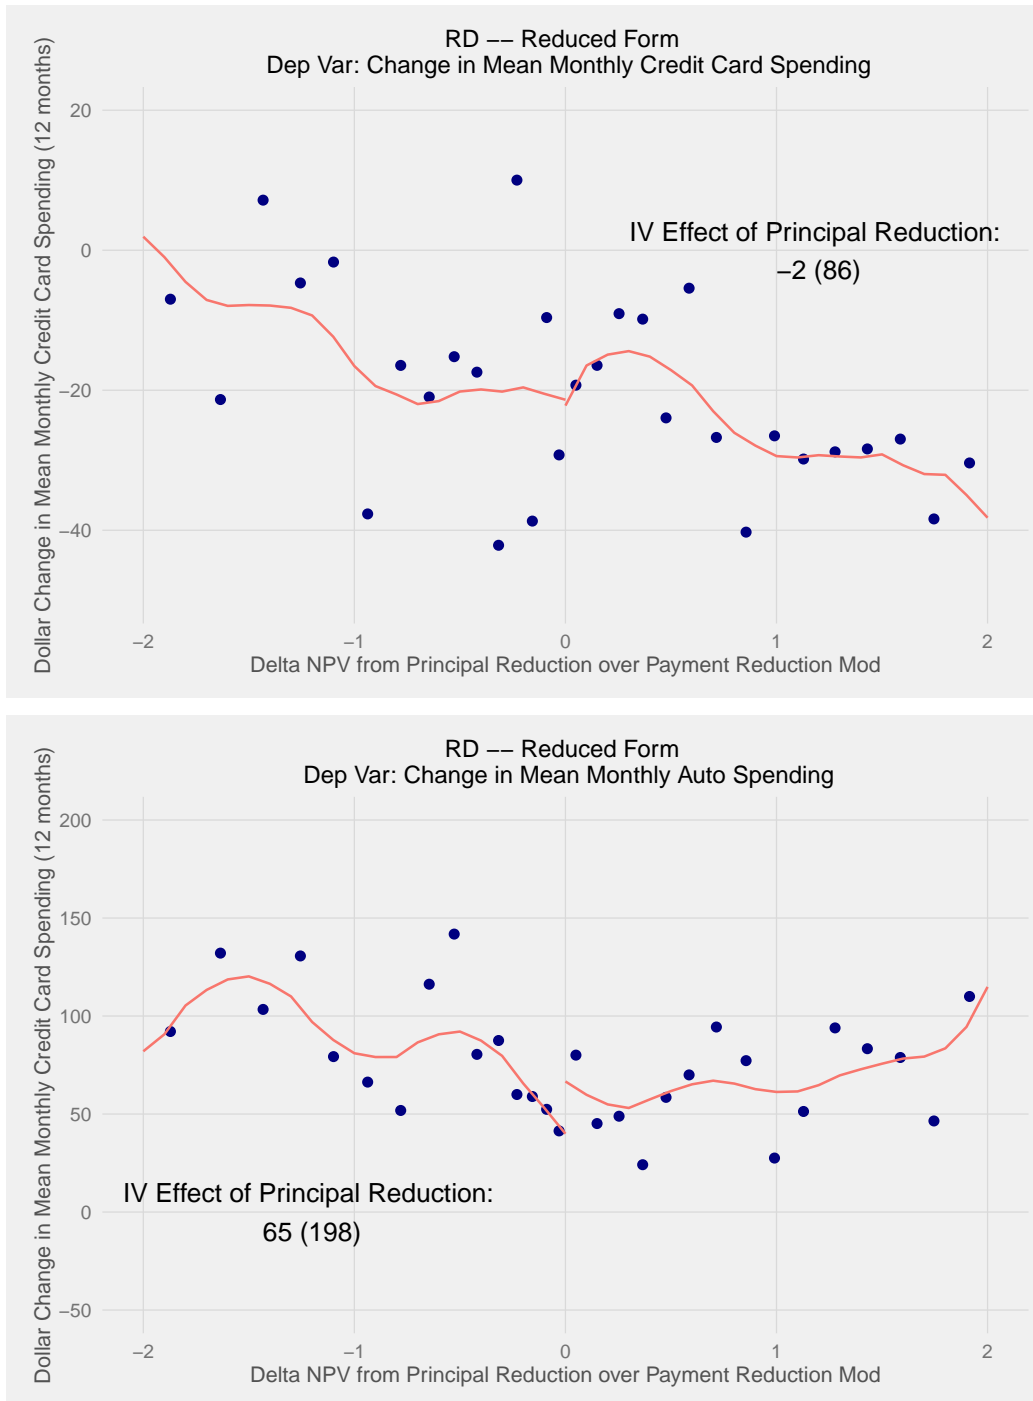 RD −− Reduced Form
Dep Var: Change in Mean Monthly Credit Card Spending
Dollar Change in Mean Monthly Credit Card Spending (12 months)
20
0
−20
−40
IV Effect of Principal Reduction:
−2 (86)
−2
−1
0
1
2
Delta NPV from Principal Reduction over Payment Reduction Mod
RD −− Reduced Form
Dep Var: Change in Mean Monthly Auto Spending
Dollar Change in Mean Monthly Credit Card Spending (12 months)
200
150
100
50
0
−50
IV Effect of Principal Reduction:
65 (198)
−2
−1
0
1
2
Delta NPV from Principal Reduction over Payment Reduction Mod